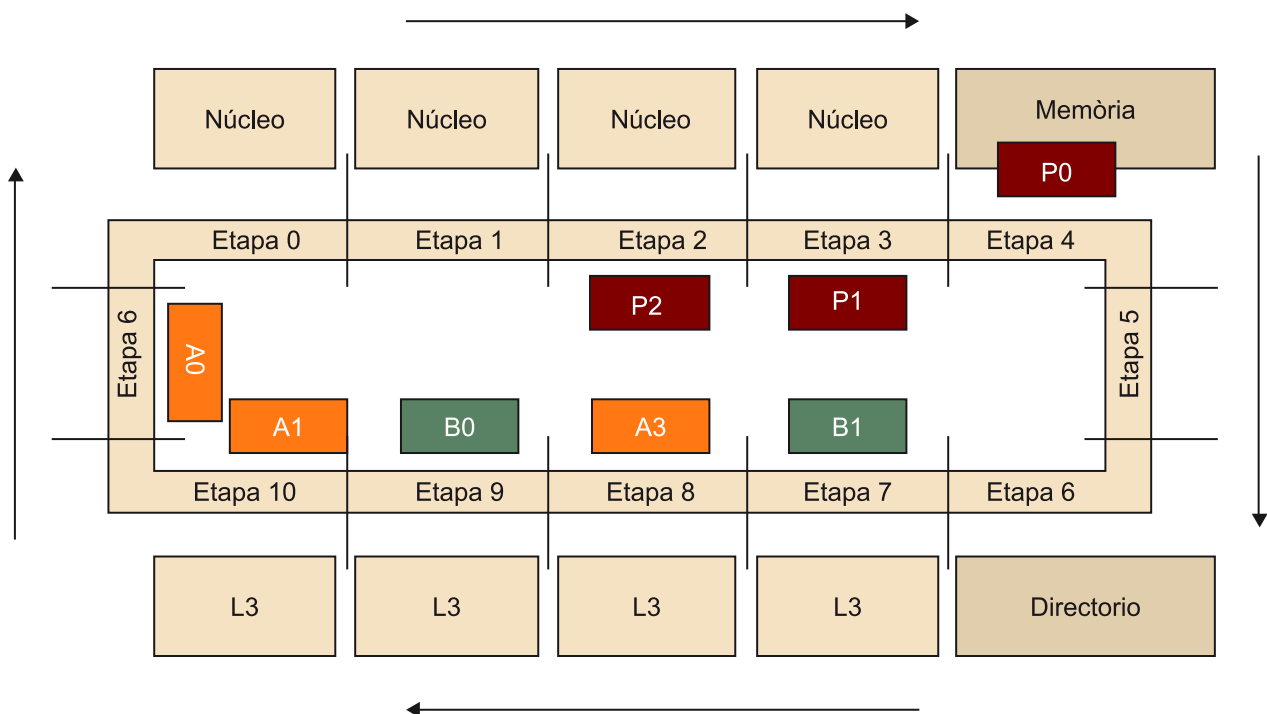 Núcleo
Núcleo
Núcleo
Núcleo
Memòria
P0
Etapa 0
Etapa 1
Etapa 2
Etapa 3
Etapa 4
P2
P1
Etapa 6
A0
Etapa 5
A1
B0
A3
B1
Etapa 10
Etapa 9
Etapa 8
Etapa 7
Etapa 6
L3
L3
L3
L3
Directorio